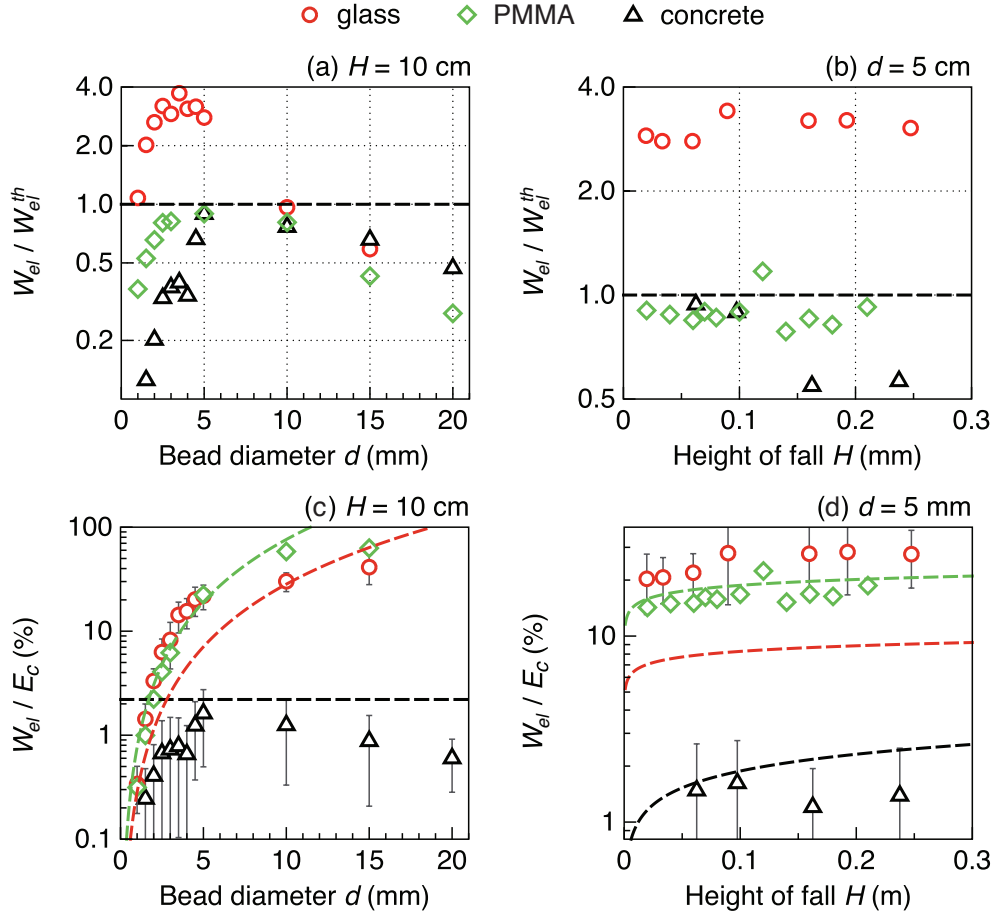 glass PMMA concrete
(a) H = 10 cm
4.0
2.0
1.0
0.5
0.2
W_el / W_el^th
0 5 10 15 20
Bead diameter d (mm)
(b) d = 5 cm
4.0
2.0
1.0
0.5
W_el / W_el^th
0 0.1 0.2 0.3
Height of fall H (mm)
(c) H = 10 cm
100
10
1
0.1
W_el / E_c (%)
0 5 10 15 20
Bead diameter d (mm)
(d) d = 5 mm
10
1
W_el / E_c (%)
0 0.1 0.2 0.3
Height of fall H (m)